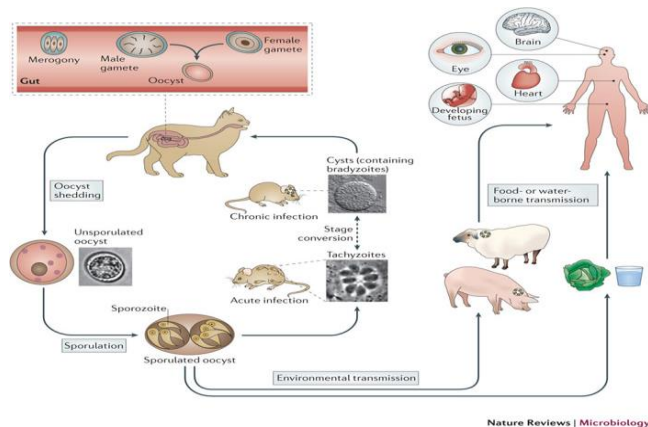 Merogony
Male
gamete
Female
gamete
Oocyst
Gut
Brain
Eye
Heart
Developing
fetus
Oocyst
shedding
Cysts (containing
bradyzoites)
Chronic infection
Food- or water-
borne transmission
Unsporulated
oocyst
Stage
conversion
Tachyzoites
Acute infection
Sporozoite
Sporulation
Sporulated oocyst
Environmental transmission
Nature Reviews | Microbiology